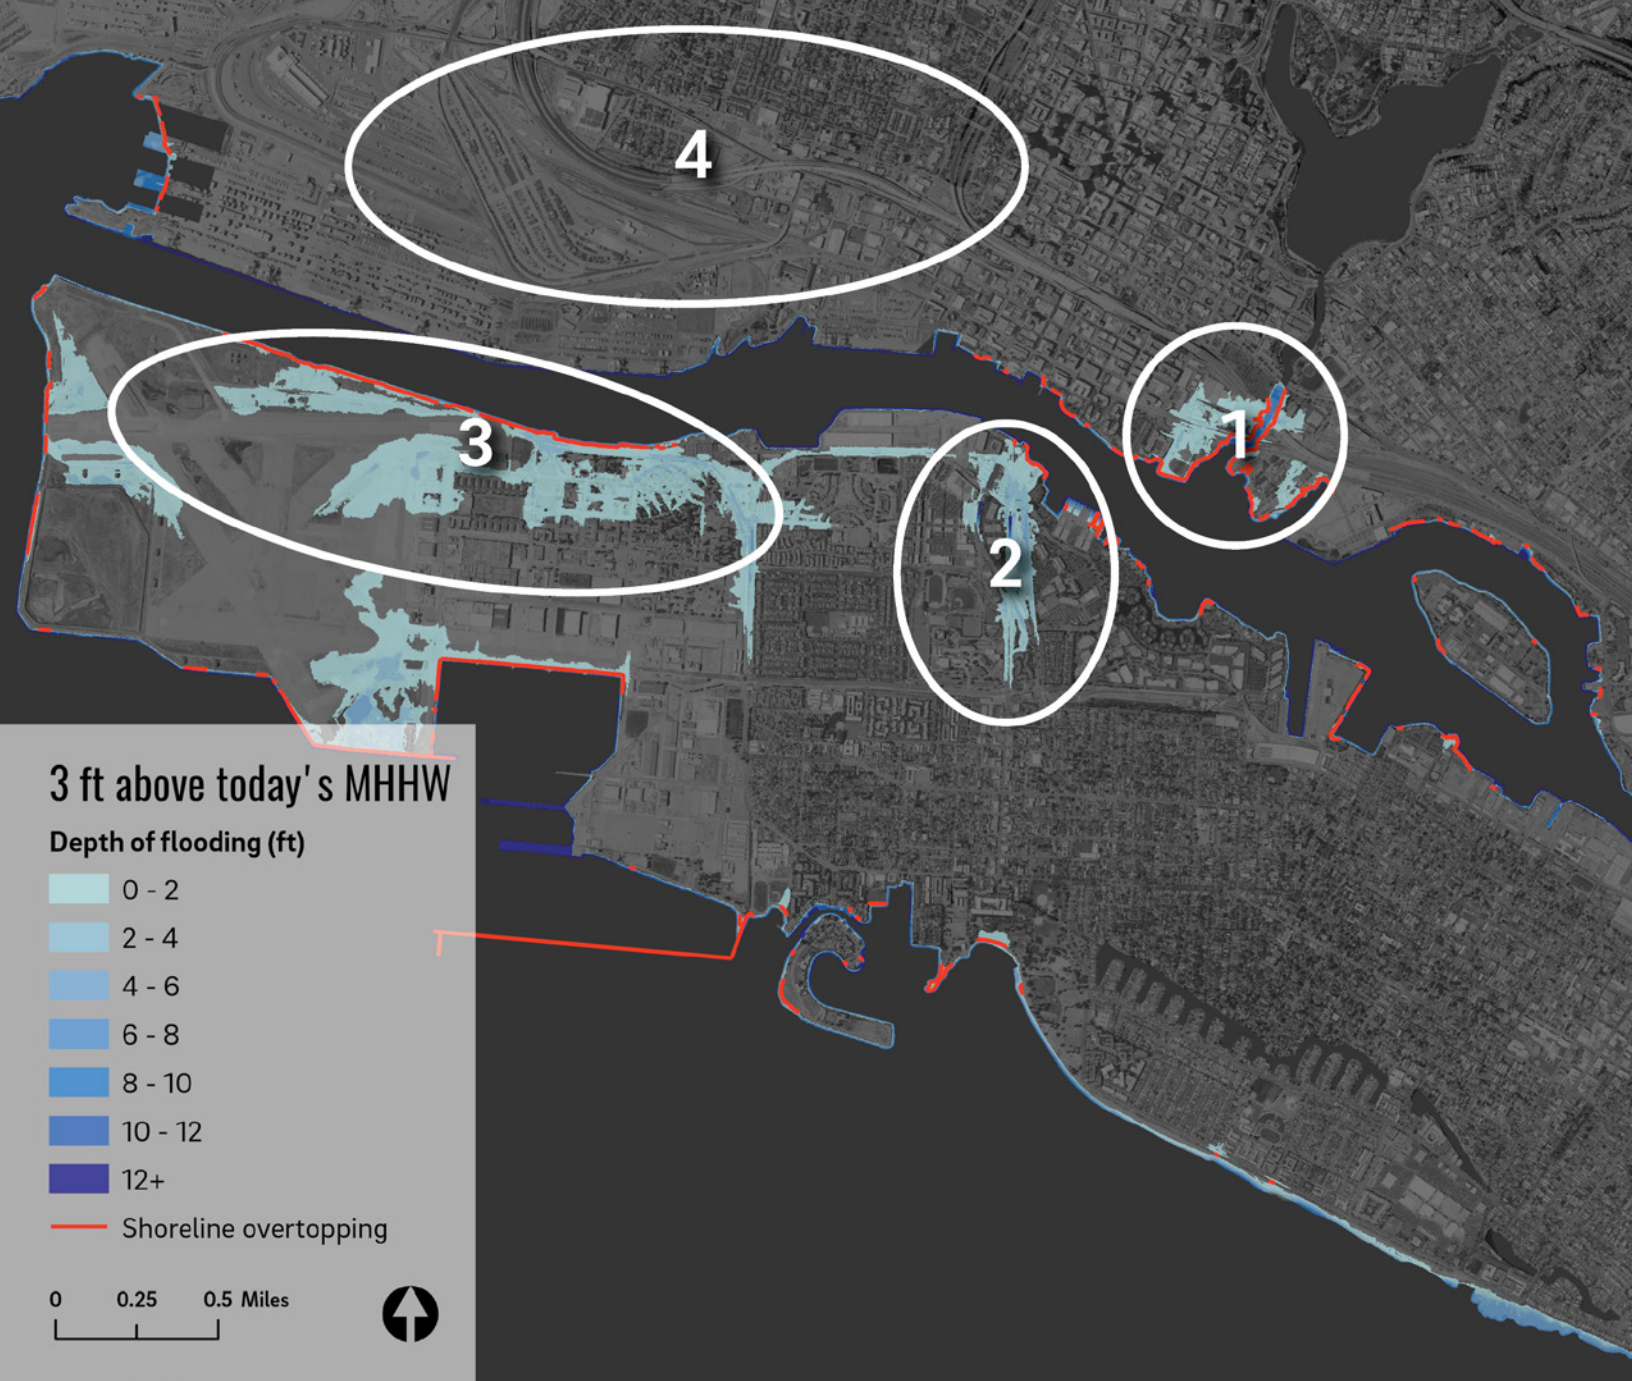 4
1
3
2
3 ft above today's MHHW
Depth of flooding (ft)
0 - 2
2 - 4
4 - 6
6 - 8
8 - 10
10 - 12
12+
Shoreline overtopping
0 0.25 0.5 Miles